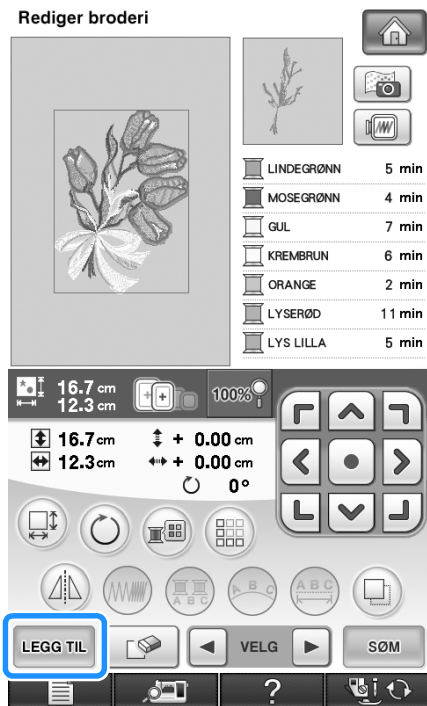 Rediger broderi
LINDEGRØNN 5 min
MOSEGRØNN 4 min
GUL 7 min
KREMBRUN 6 min
ORANGE 2 min
LYSERØD 11 min
LYS LILLA 5 min
16.7 cm
12.3 cm
100%
16.7 cm + 0.00 cm
12.3 cm + 0.00 cm
0°
A B C
A B C
A B C
LEGG TIL
VELG
SØM
?